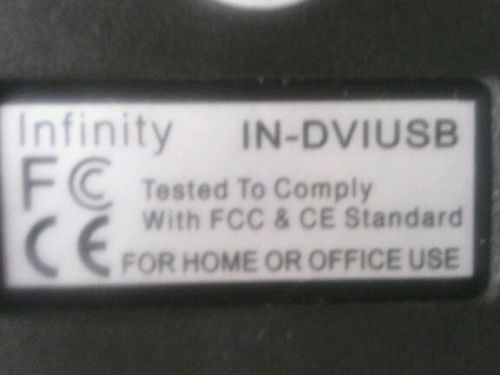 Infinity IN-DVIUSB
FC Tested To Comply
With FCC & CE Standard
CE FOR HOME OR OFFICE USE